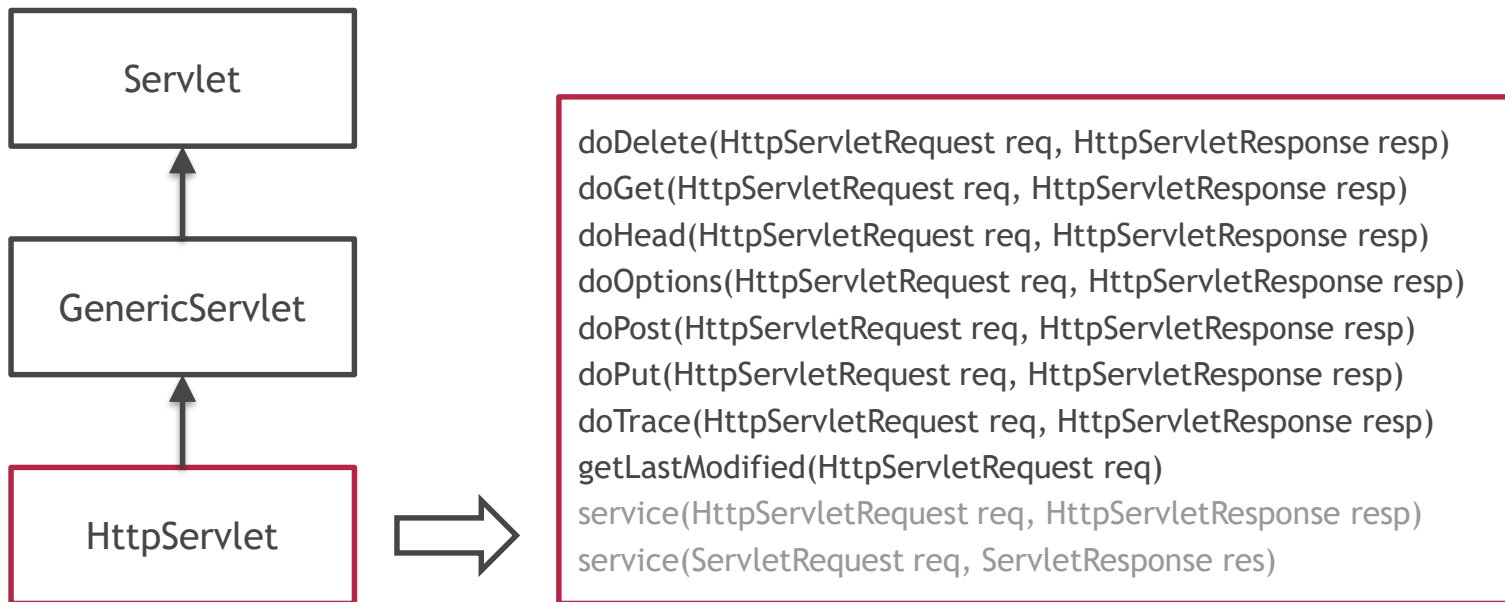 Servlet
GenericServlet
HttpServlet
doDelete(HttpServletRequest req, HttpServletResponse resp)
doGet(HttpServletRequest req, HttpServletResponse resp)
doHead(HttpServletRequest req, HttpServletResponse resp)
doOptions(HttpServletRequest req, HttpServletResponse resp)
doPost(HttpServletRequest req, HttpServletResponse resp)
doPut(HttpServletRequest req, HttpServletResponse resp)
doTrace(HttpServletRequest req, HttpServletResponse resp)
getLastModified(HttpServletRequest req)
service(HttpServletRequest req, HttpServletResponse resp)
service(ServletRequest req, ServletResponse res)